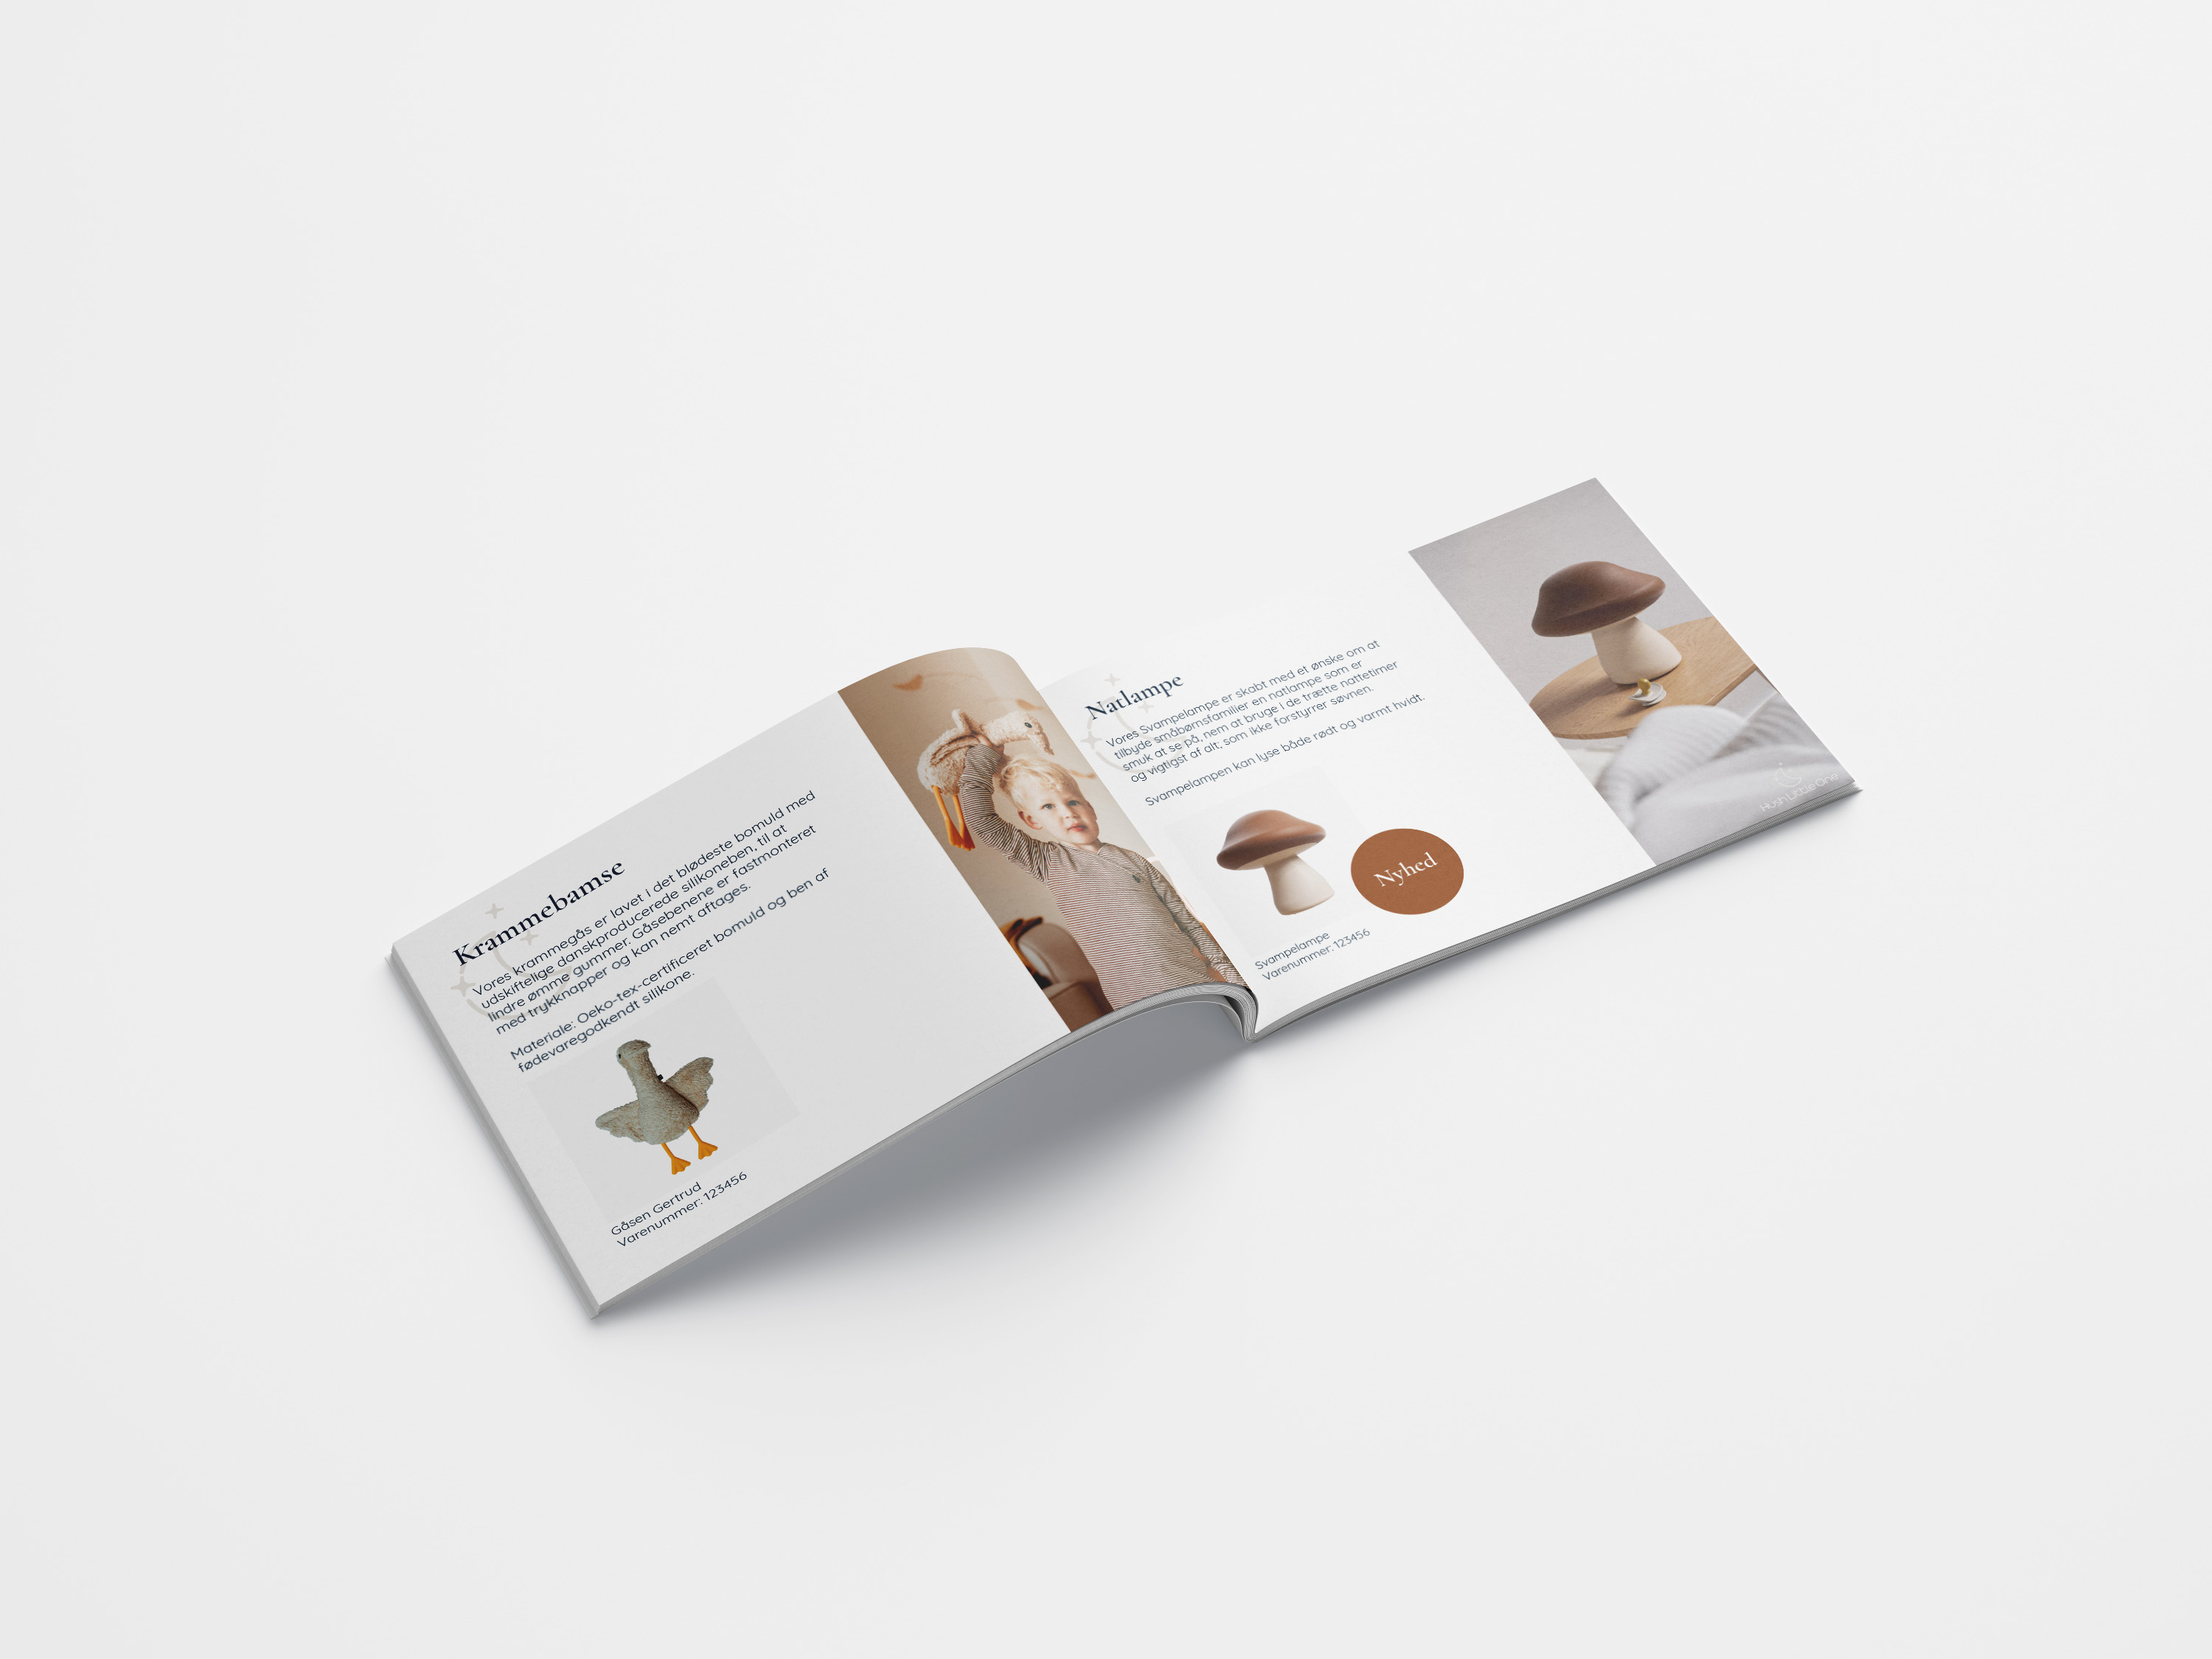 Krammebamse
Vores krammegås er lavet i det blødeste bomuld med
udskiftelige danskproducerede silikoneben, til at
lindre ømme gummer. Gåsebenene er fastmonteret
med trykknapper og kan nemt aftages.
Materiale: Oeko-tex-certificeret bomuld og ben af
fødevaregodkendt silikone.
Gåsen Gertrud
Varenummer: 123456
Natlampe
Vores Svampelampe er skabt med et ønske om at
tilbyde småbørnsfamilier en natlampe som er
smuk at se på, nem at bruge i de trætte nattetimer
og vigtigst af alt, som ikke forstyrrer søvnen.
Svampelampen kan lyse både rødt og varmt hvidt.
Nyhed
Svampelampe
Varenummer: 123456
Hush Little One